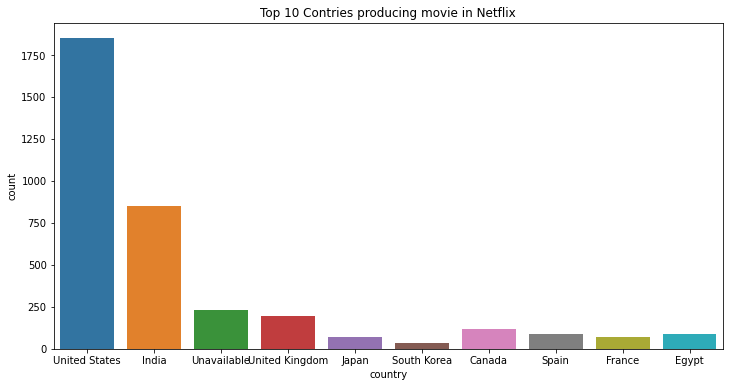 Top 10 Contries producing movie in Netflix
count
1750
1500
1250
1000
750
500
250
0
United States India Unavailable United Kingdom Japan South Korea Canada Spain France Egypt
country